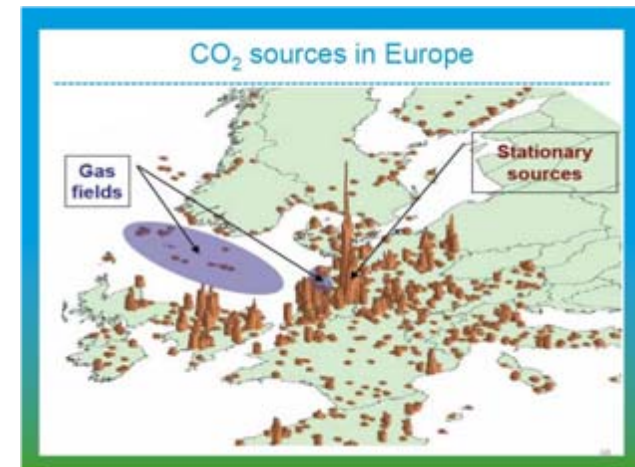 CO₂ sources in Europe
Gas
fields
Stationary
sources